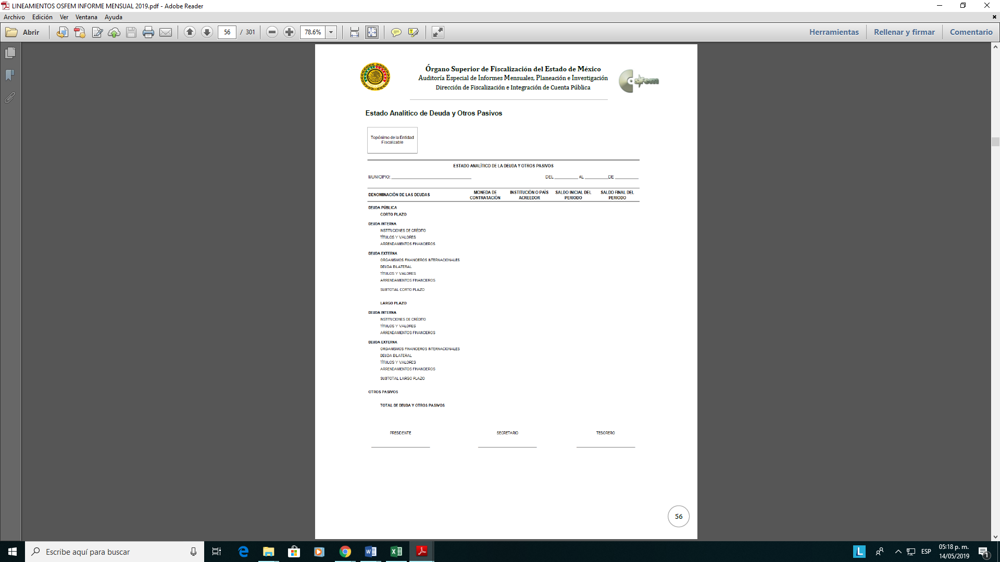 LINEAMIENTOS OSFEM INFORME MENSUAL 2019.pdf - Adobe Reader
Archivo Edición Ver Ventana Ayuda
Abrir 56 / 301 78.6% Herramientas Rellenar y firmar Comentario
Órgano Superior de Fiscalización del Estado de México
Auditoría Especial de Informes Mensuales, Planeación e Investigación
Dirección de Fiscalización e Integración de Cuenta Pública
osfem
Estado Analítico de Deuda y Otros Pasivos
Topónimo de la Entidad
Fiscalizable
ESTADO ANALÍTICO DE LA DEUDA Y OTROS PASIVOS
MUNICIPIO: ____ DEL ____ AL ____ DE ____
DENOMINACIÓN DE LAS DEUDAS MONEDA DE CONTRATACIÓN INSTITUCIÓN O PAÍS ACREEDOR SALDO INICIAL DEL PERIODO SALDO FINAL DEL PERIODO
DEUDA PÚBLICA
CORTO PLAZO
DEUDA INTERNA
INSTITUCIONES DE CRÉDITO
TÍTULOS Y VALORES
ARRENDAMIENTOS FINANCIEROS
DEUDA EXTERNA
ORGANISMOS FINANCIEROS INTERNACIONALES
DEUDA BILATERAL
TÍTULOS Y VALORES
ARRENDAMIENTOS FINANCIEROS
SUBTOTAL CORTO PLAZO
LARGO PLAZO
DEUDA INTERNA
INSTITUCIONES DE CRÉDITO
TÍTULOS Y VALORES
ARRENDAMIENTOS FINANCIEROS
DEUDA EXTERNA
ORGANISMOS FINANCIEROS INTERNACIONALES
DEUDA BILATERAL
TÍTULOS Y VALORES
ARRENDAMIENTOS FINANCIEROS
SUBTOTAL LARGO PLAZO
OTROS PASIVOS
TOTAL DE DEUDA Y OTROS PASIVOS
PRESIDENTE SECRETARIO TESORERO
56
Escribe aquí para buscar
ESP
05:18 p. m.
14/05/2019
1